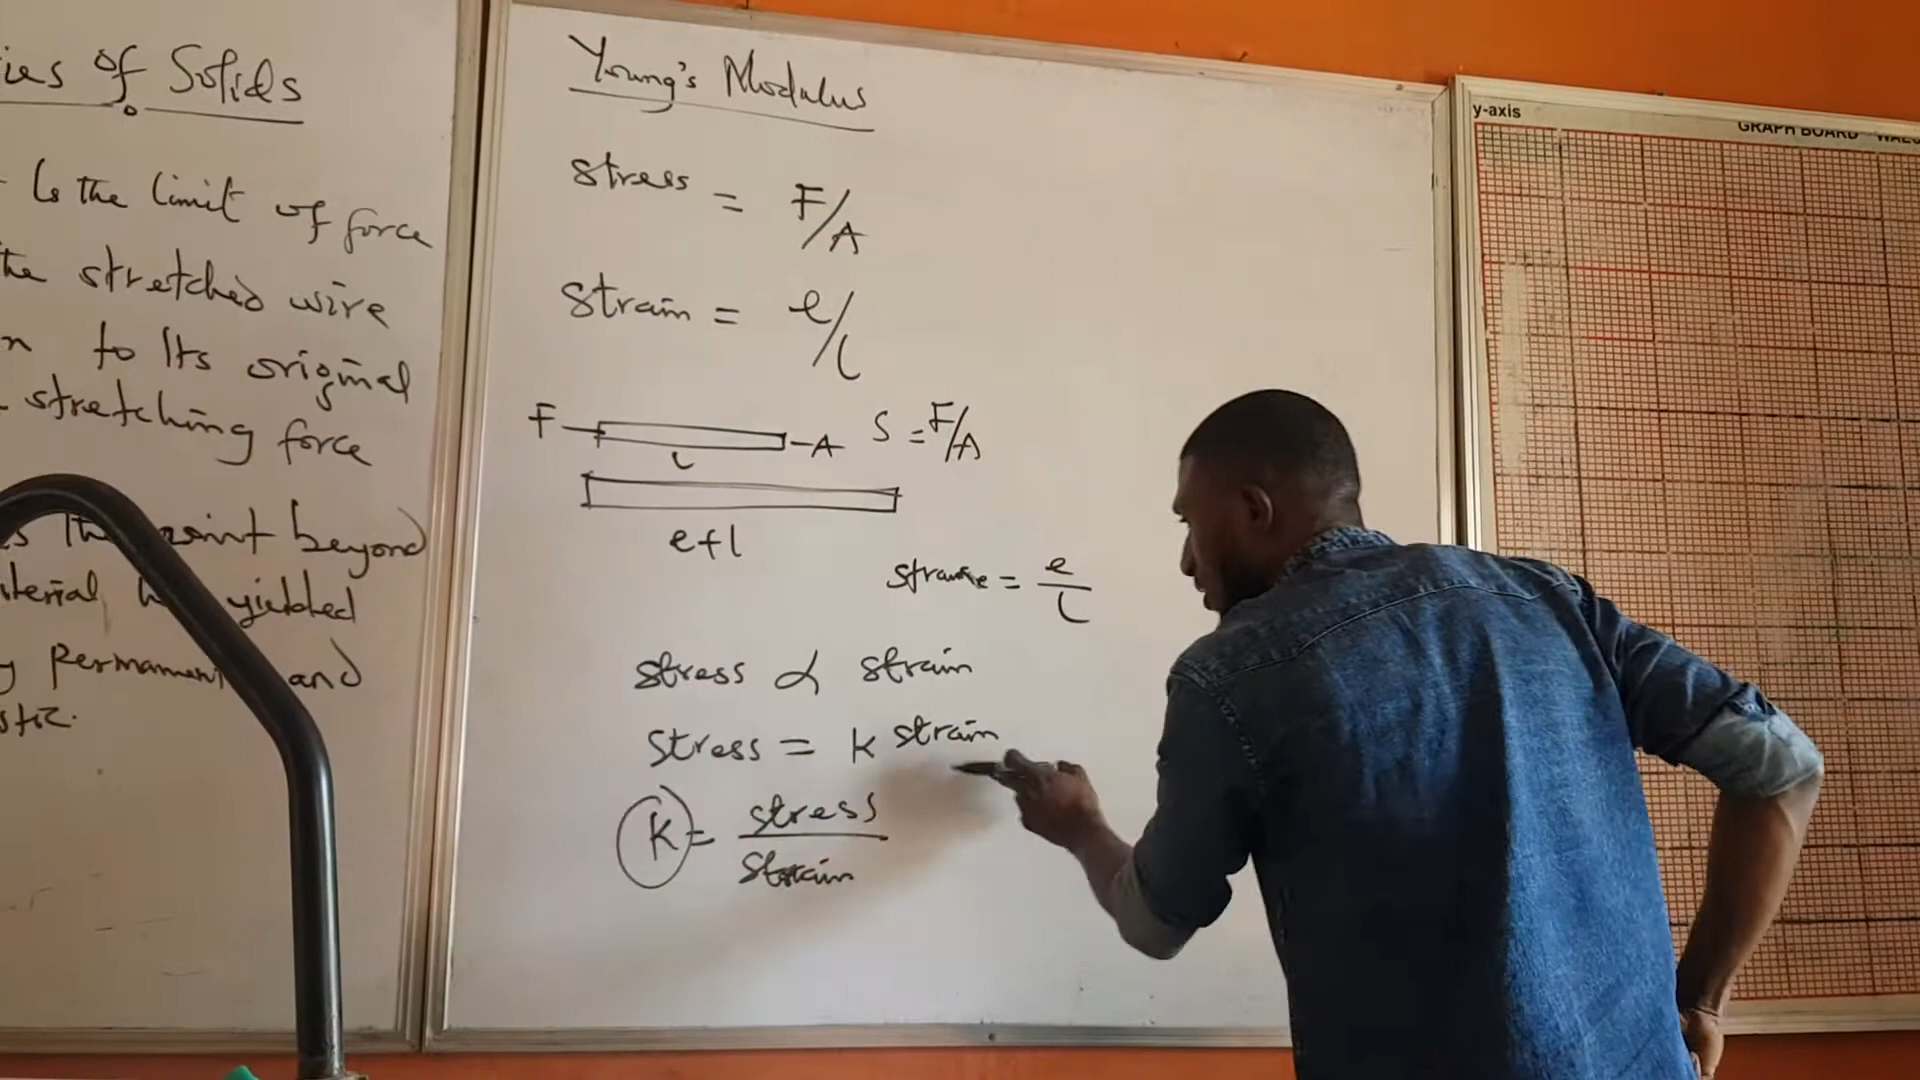 ies of Solids
Is the limit of force
the stretched wire
n to Its original
stretching force
s the point beyond
terial yielded
y Permanent and
stic.
Young's Modulus
stress = F/A
strain = e/l
F A S = F/A
l
e+l
e
l
stress ∝ strain
stress = k strain
k = stress
strain
y-axis
GRAPH BOARD